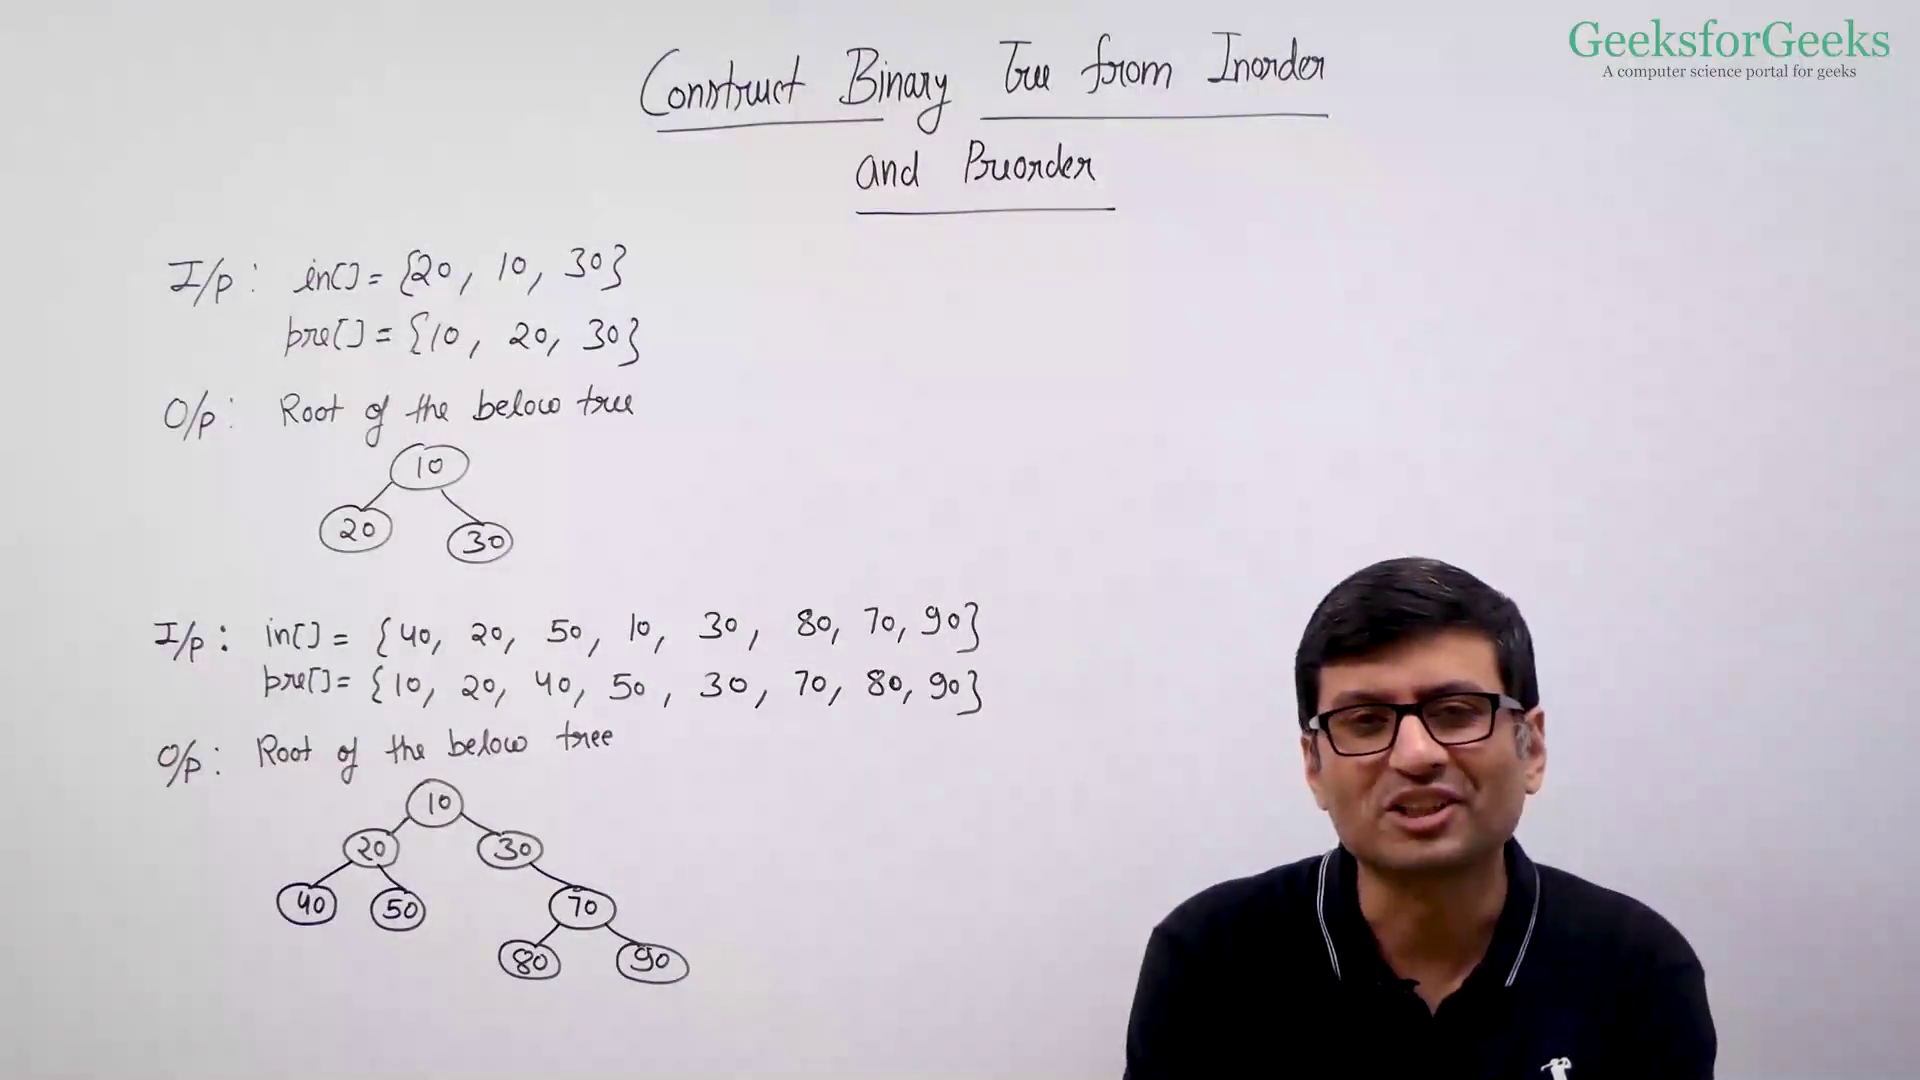 GeeksforGeeks
A computer science portal for geeks
Construct Binary Tree from Inorder
and Preorder
I/p: in[] = {20, 10, 30}
pre[] = {10, 20, 30}
O/p: Root of the below tree
10
20 30
I/p: in[] = {40, 20, 50, 10, 30, 80, 70, 90}
pre[] = {10, 20, 40, 50, 30, 70, 80, 90}
O/p: Root of the below tree
10
20 30
40 50 70
80 90